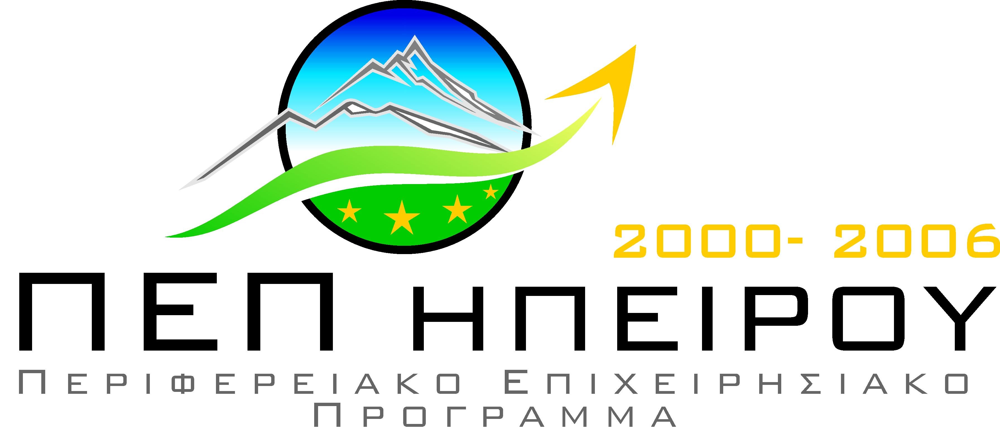 2000- 2006
ΠΕΠ ΗΠΕΙΡΟΥ
ΠΕΡΙΦΕΡΕΙΑΚΟ ΕΠΙΧΕΙΡΗΣΙΑΚΟ
ΠΡΟΓΡΑΜΜΑ